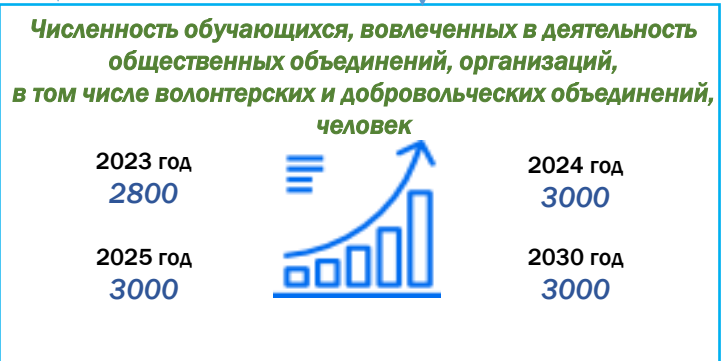 Численность обучающихся, вовлеченных в деятельность
общественных объединений, организаций,
в том числе волонтерских и добровольческих объединений,
человек
2023 год
2800
2024 год
3000
2025 год
3000
2030 год
3000